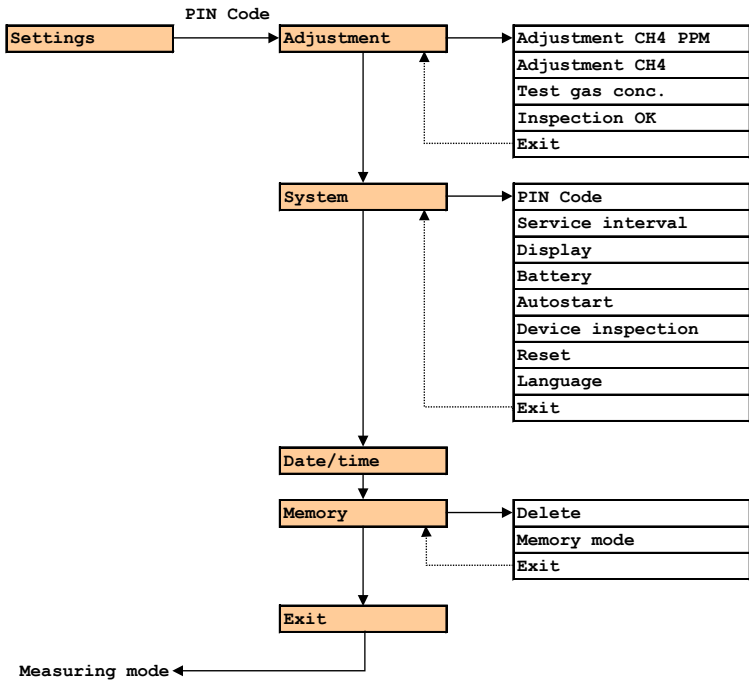 PIN Code
Settings
Adjustment
Adjustment CH4 PPM
Adjustment CH4
Test gas conc.
Inspection OK
Exit
System
PIN Code
Service interval
Display
Battery
Autostart
Device inspection
Reset
Language
Exit
Date/time
Memory
Delete
Memory mode
Exit
Exit
Measuring mode